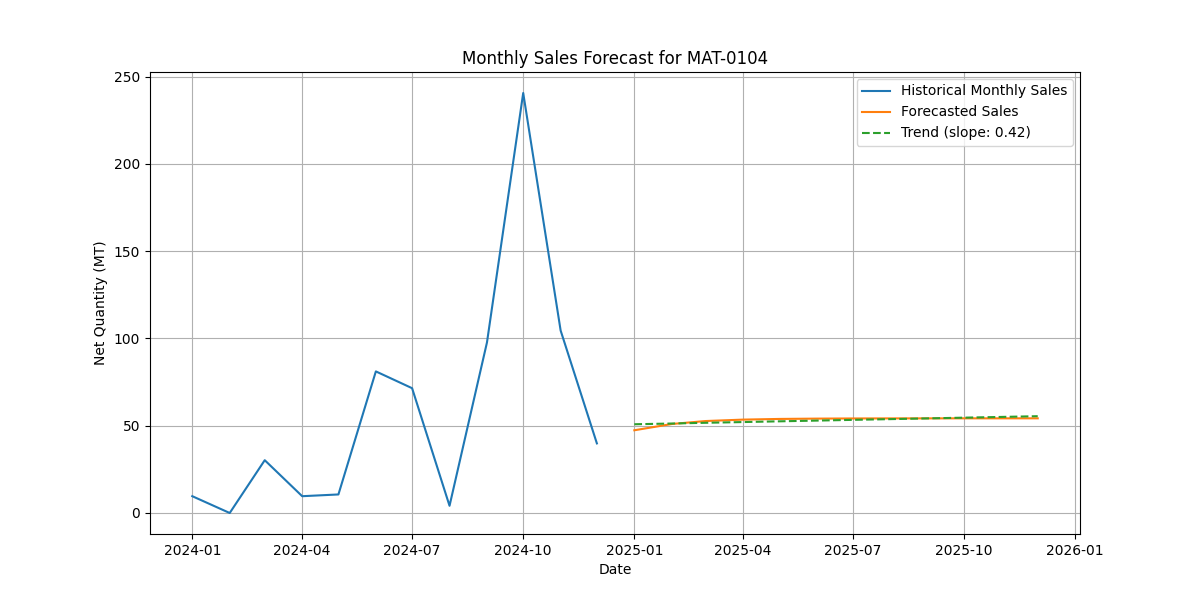 Monthly Sales Forecast for MAT-0104
Historical Monthly Sales
Forecasted Sales
Trend (slope: 0.42)
Net Quantity (MT)
250
200
150
100
50
0
2024-01 2024-04 2024-07 2024-10 2025-01 2025-04 2025-07 2025-10 2026-01
Date